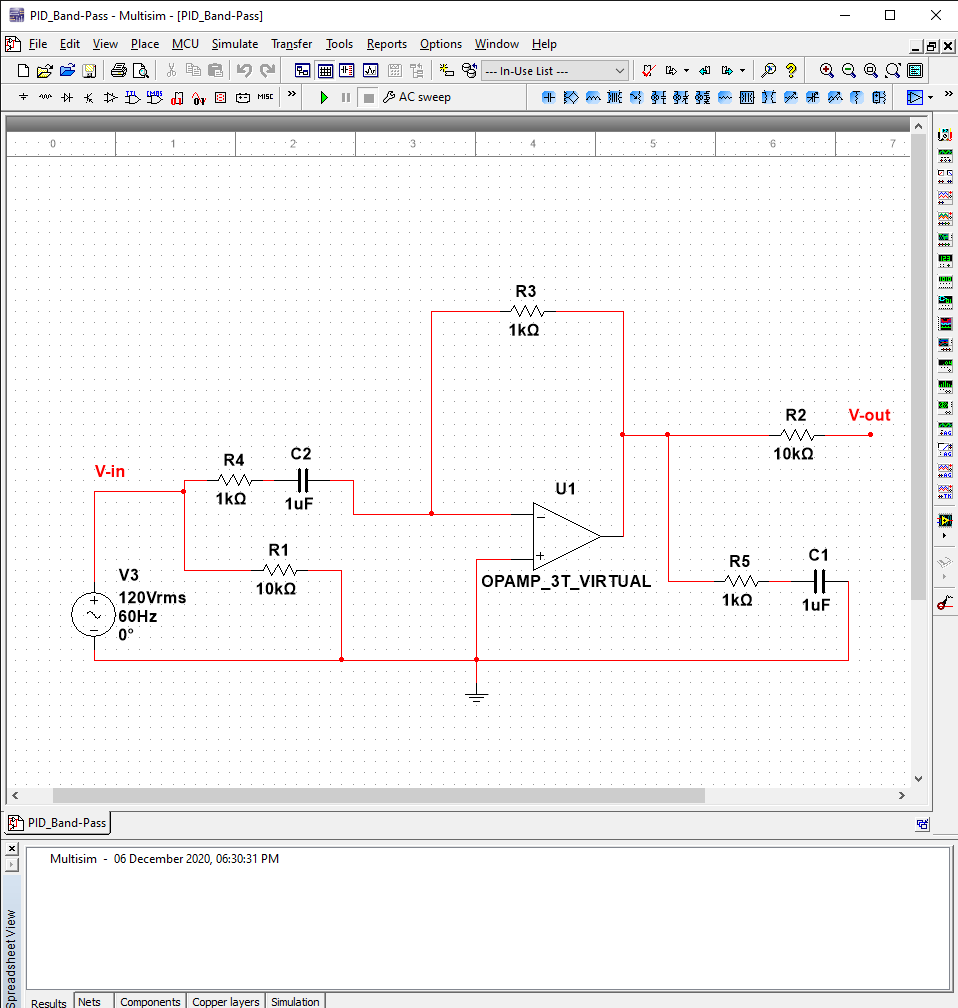 PID_Band-Pass - Multisim - [PID_Band-Pass]
File Edit View Place MCU Simulate Transfer Tools Reports Options Window Help
--- In-Use List ---
MISC
AC sweep
0 1 2 3 4 5 6 7
R3
1kΩ
R2
10kΩ
V-out
V-in
R4
1kΩ
C2
1uF
U1
OPAMP_3T_VIRTUAL
R1
10kΩ
V3
120Vrms
60Hz
0°
R5
1kΩ
C1
1uF
PID_Band-Pass
Multisim - 06 December 2020, 06:30:31 PM
Spreadsheet View
Results Nets Components Copper layers Simulation